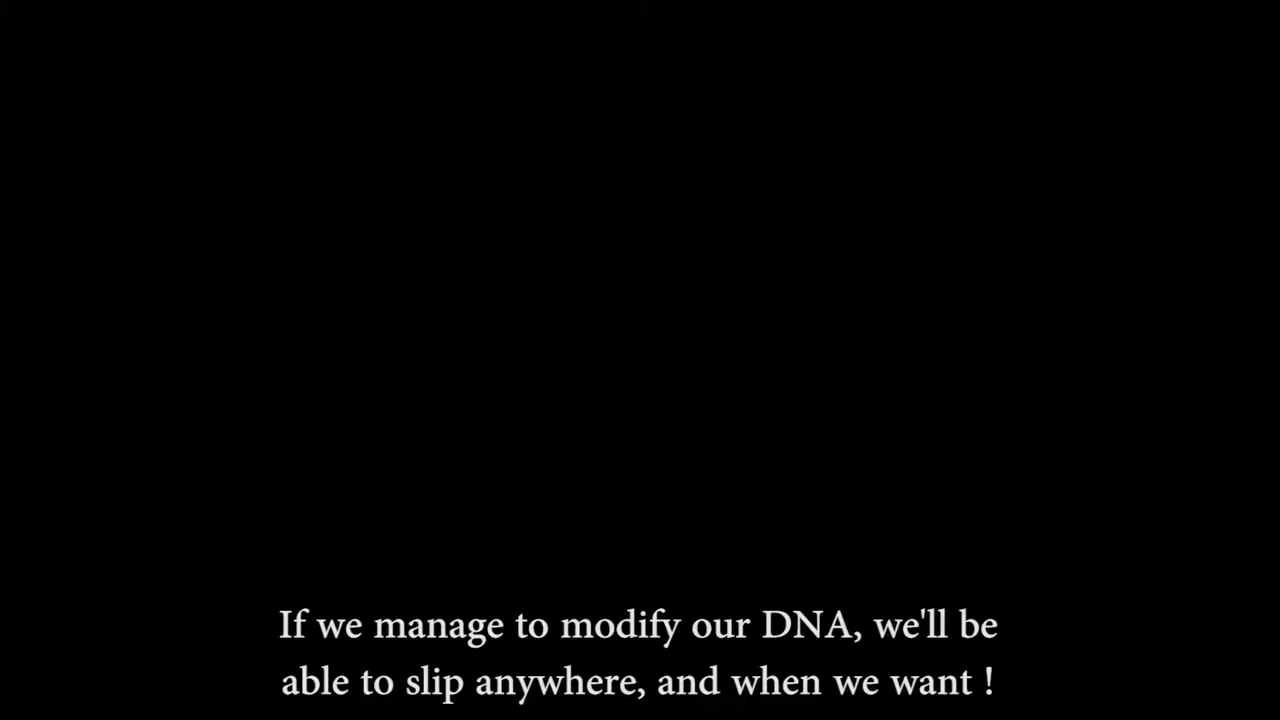 If we manage to modify our DNA, we'll be
able to slip anywhere, and when we want !